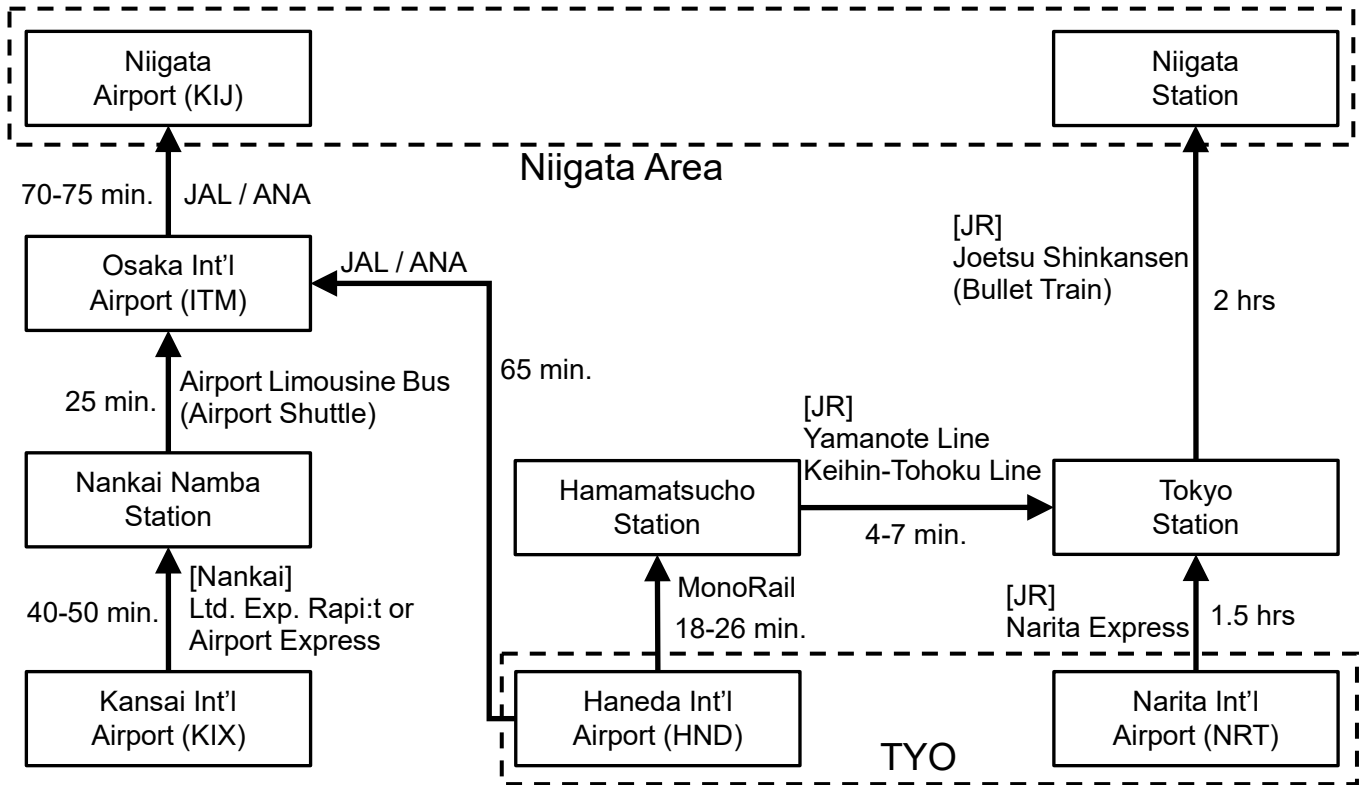 Niigata
Airport (KIJ)
Niigata
Station
Niigata Area
70-75 min.
JAL / ANA
[JR]
Joetsu Shinkansen
(Bullet Train)
2 hrs
Osaka Int'l
Airport (ITM)
JAL / ANA
65 min.
25 min.
Airport Limousine Bus
(Airport Shuttle)
[JR]
Yamanote Line
Keihin-Tohoku Line
4-7 min.
Nankai Namba
Station
Hamamatsucho
Station
Tokyo
Station
40-50 min.
[Nankai]
Ltd. Exp. Rapi:t or
Airport Express
MonoRail
18-26 min.
[JR]
Narita Express
1.5 hrs
Kansai Int'l
Airport (KIX)
Haneda Int'l
Airport (HND)
Narita Int'l
Airport (NRT)
TYO